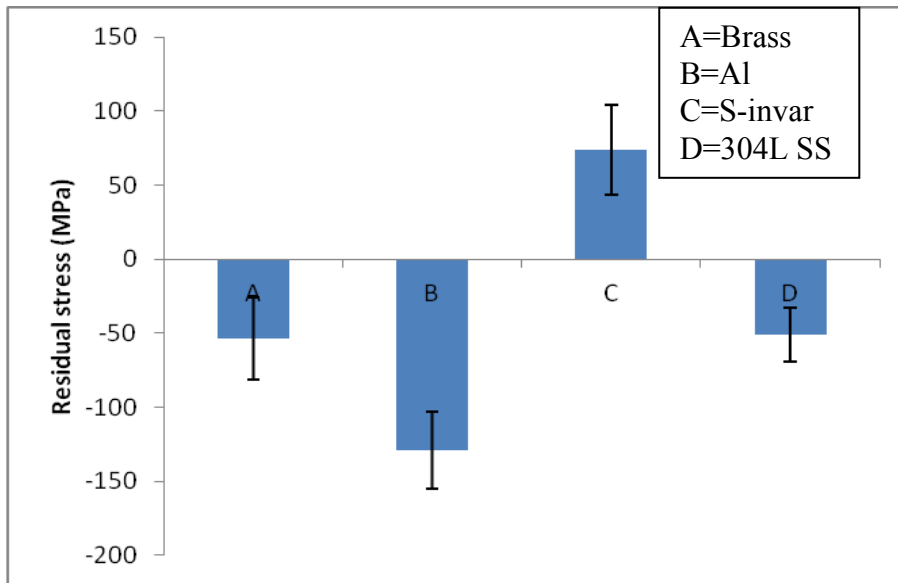 150
100
50
0
-50
-100
-150
-200
Residual stress (MPa)
A
B
C
D
A=Brass
B=Al
C=S-invar
D=304L SS